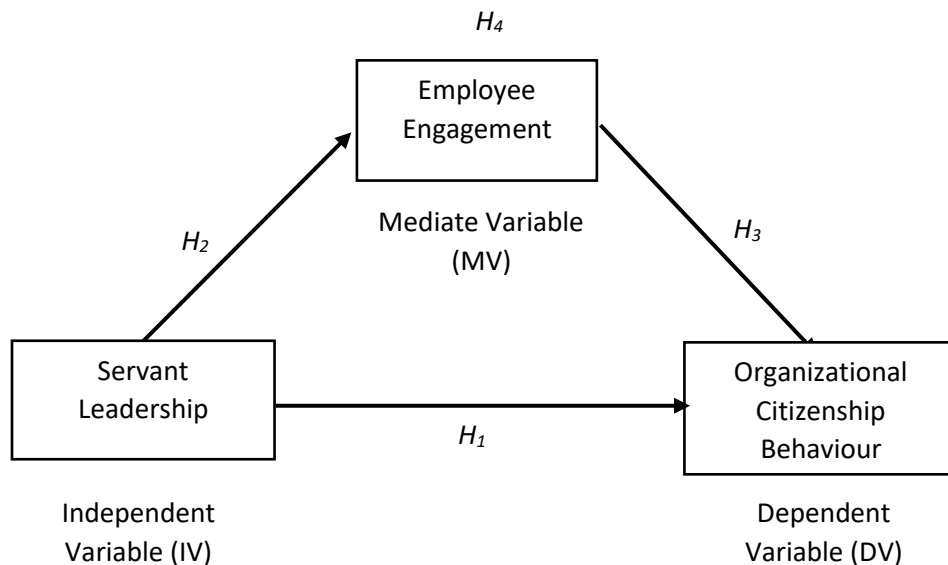 H4
Employee
Engagement
Mediate Variable
(MV)
H2
H3
Servant
Leadership
Organizational
Citizenship
Behaviour
H1
Independent
Variable (IV)
Dependent
Variable (DV)